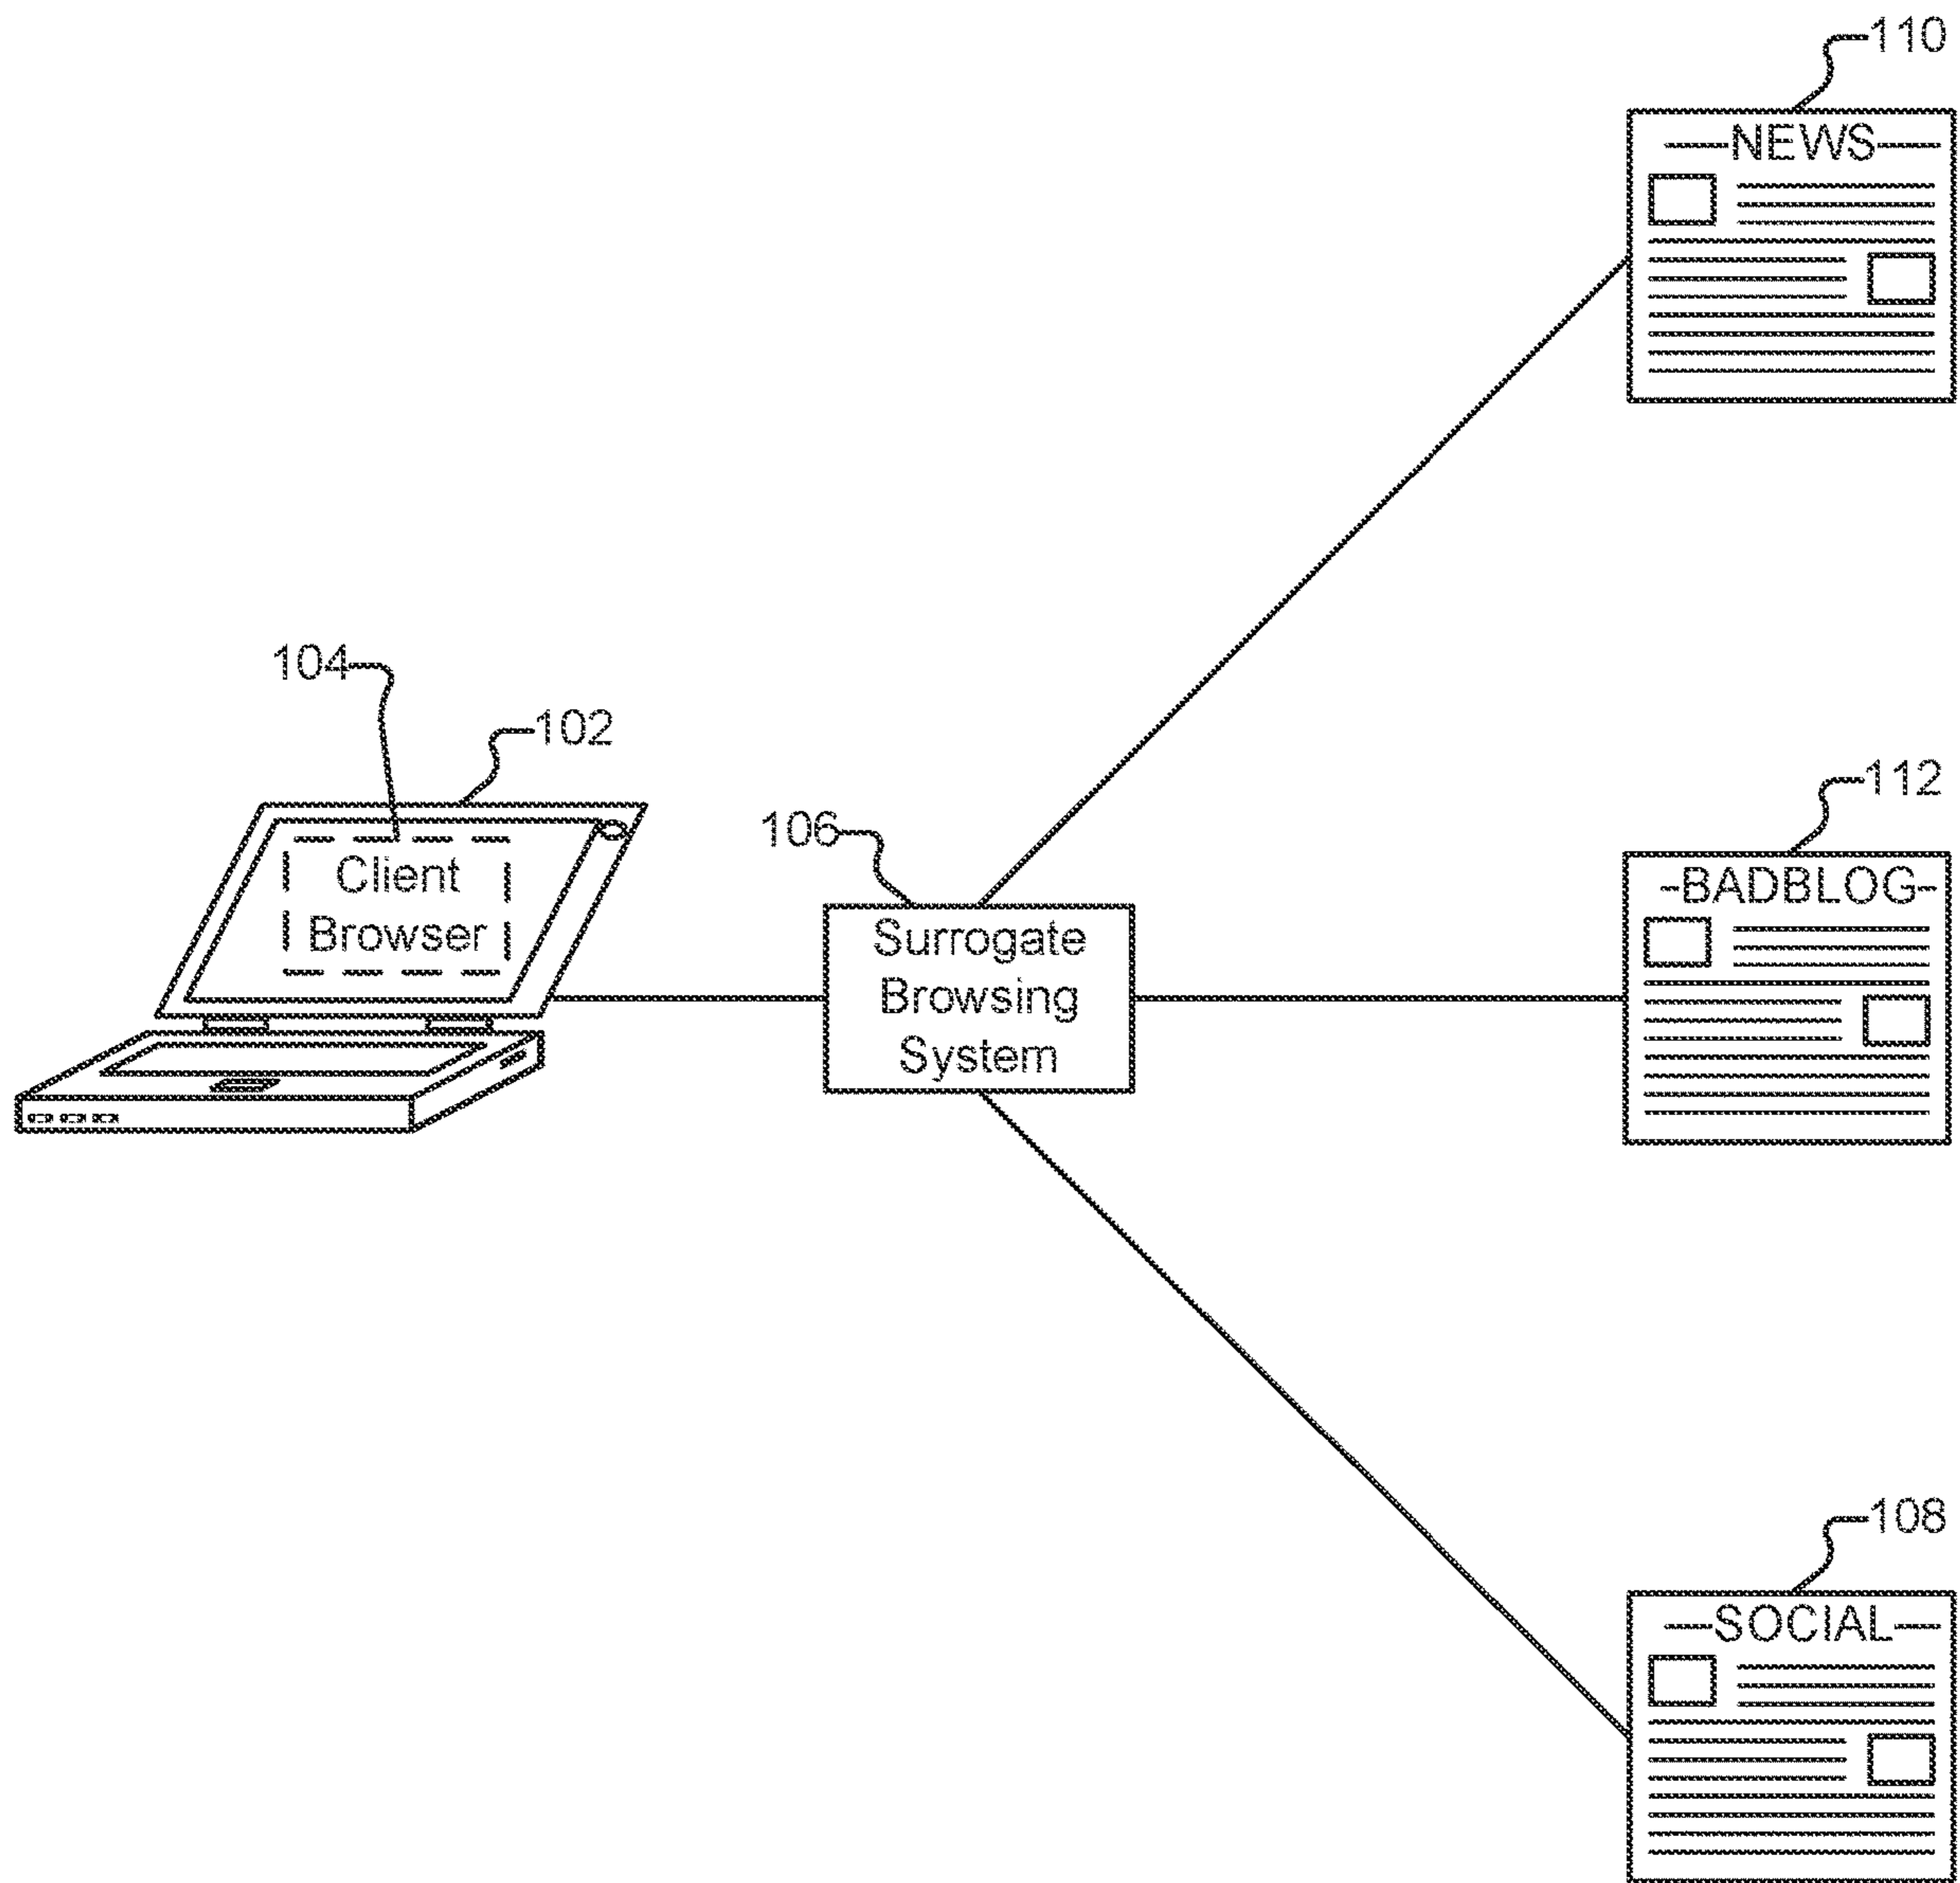 110
NEWS
104
102
112
106
Client
Browser
BADBLOG
Surrogate
Browsing
System
108
SOCIAL